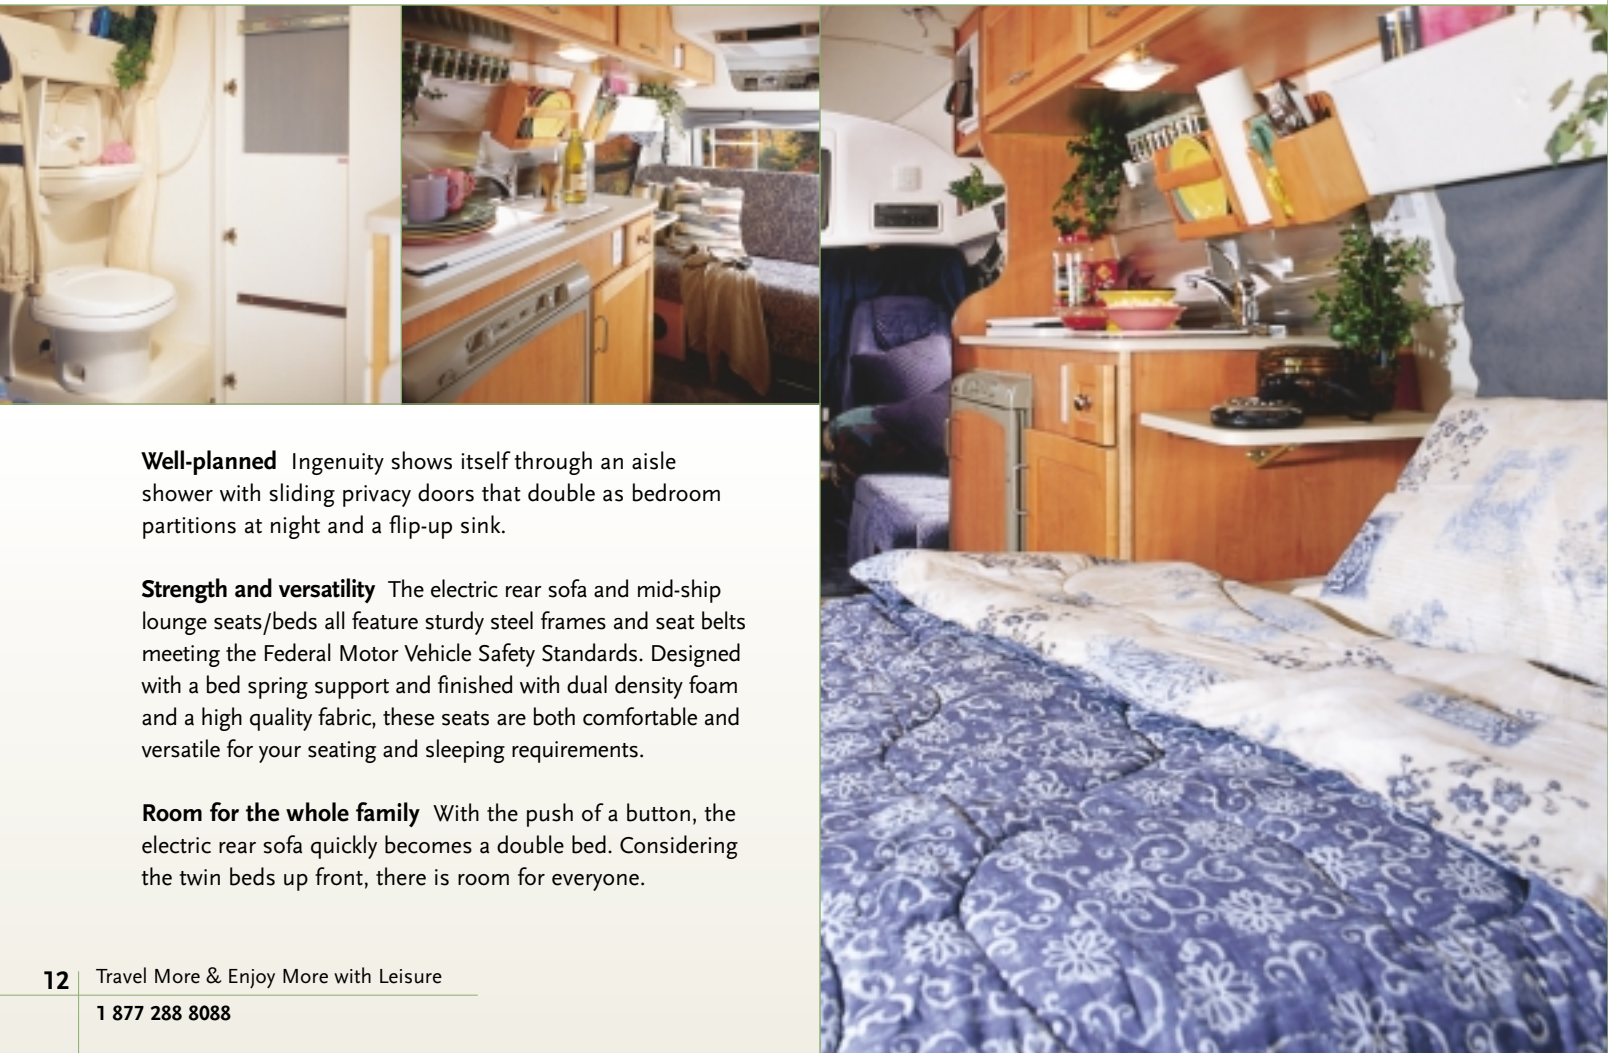 Well-planned Ingenuity shows itself through an aisle
shower with sliding privacy doors that double as bedroom
partitions at night and a flip-up sink.
Strength and versatility The electric rear sofa and mid-ship
lounge seats/beds all feature sturdy steel frames and seat belts
meeting the Federal Motor Vehicle Safety Standards. Designed
with a bed spring support and finished with dual density foam
and a high quality fabric, these seats are both comfortable and
versatile for your seating and sleeping requirements.
Room for the whole family With the push of a button, the
electric rear sofa quickly becomes a double bed. Considering
the twin beds up front, there is room for everyone.
12 Travel More & Enjoy More with Leisure
1 877 288 8088